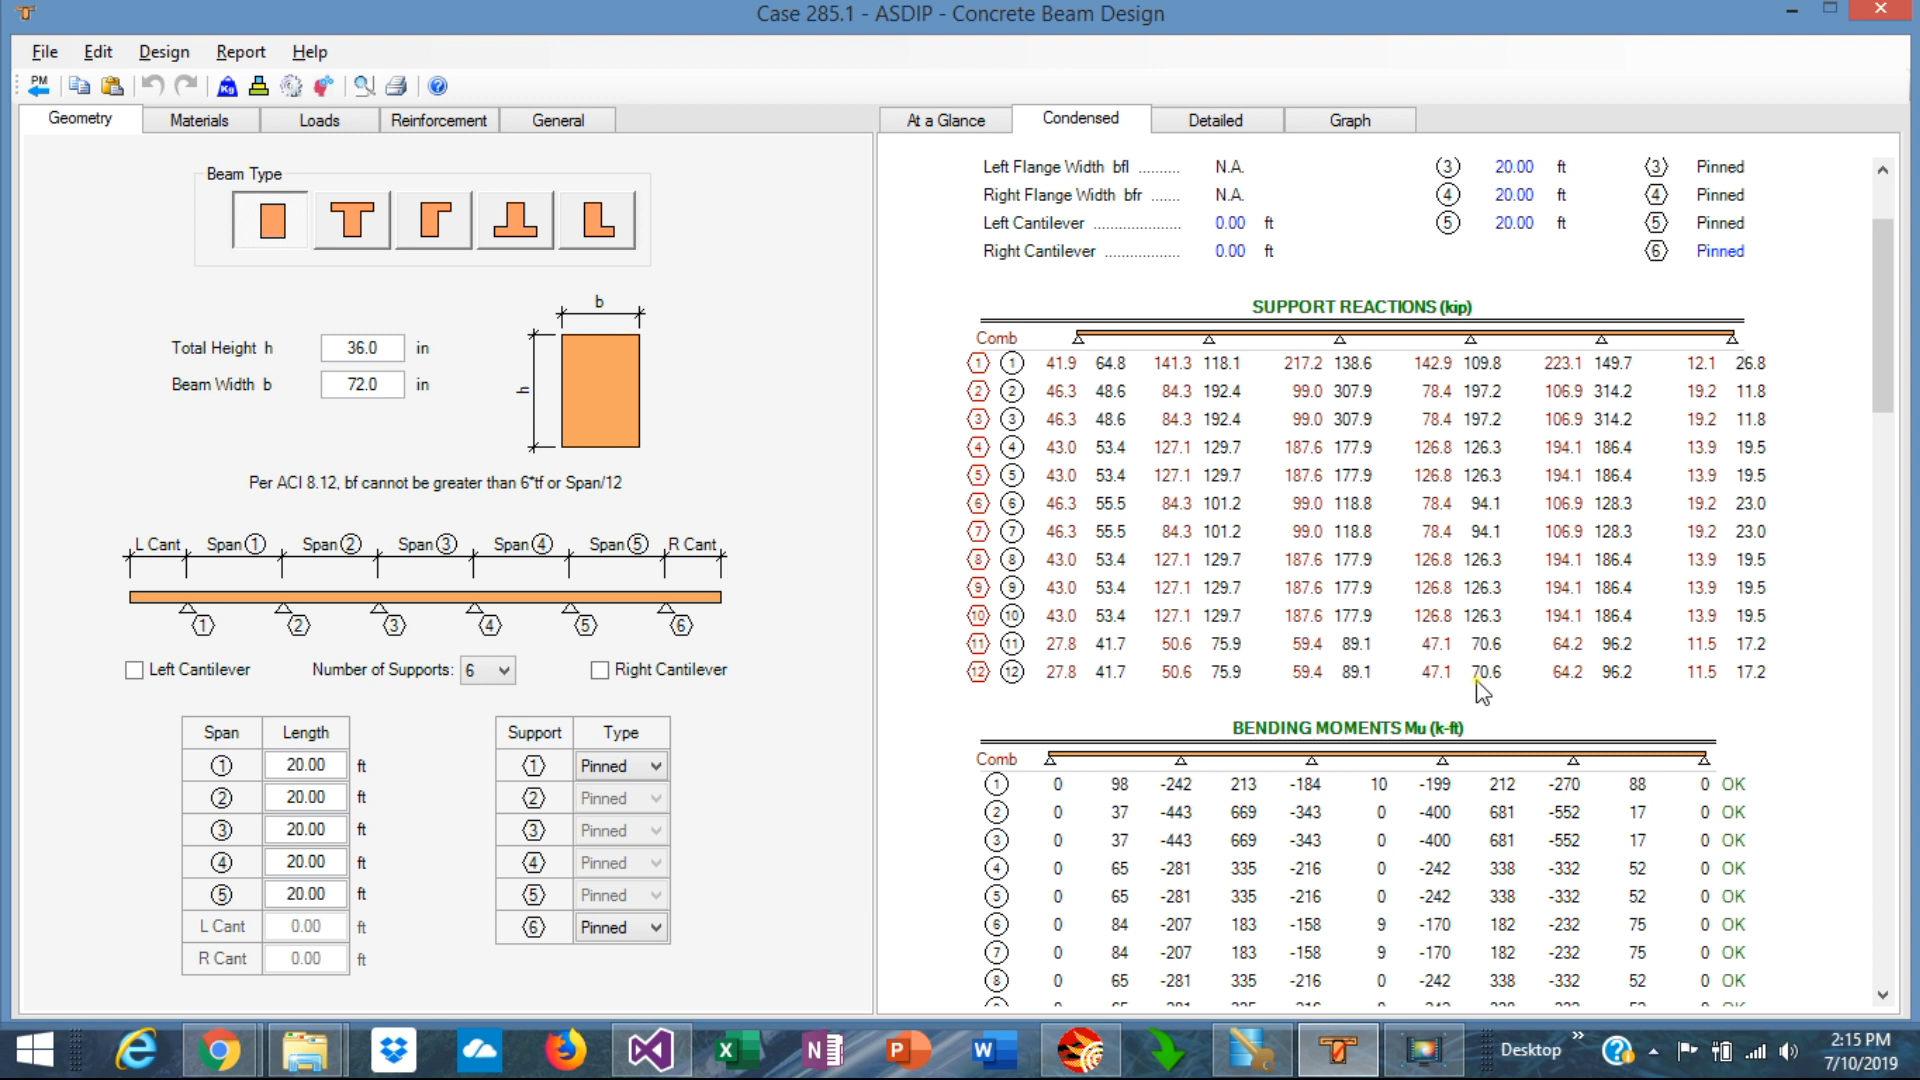 Case 285.1 - ASDIP - Concrete Beam Design
File Edit Design Report Help
PM Kg
Geometry Materials Loads Reinforcement General
At a Glance Condensed Detailed Graph
Beam Type
b
Total Height h 36.0 in
Beam Width b 72.0 in
h
Per ACI 8.12, bf cannot be greater than 6*tf or Span/12
L Cant Span 1 Span 2 Span 3 Span 4 Span 5 R Cant
1 2 3 4 5 6
Left Cantilever Number of Supports: 6 Right Cantilever
Span Length
1 20.00 ft
2 20.00 ft
3 20.00 ft
4 20.00 ft
5 20.00 ft
L Cant 0.00 ft
R Cant 0.00 ft
Support Type
1 Pinned
2 Pinned
3 Pinned
4 Pinned
5 Pinned
6 Pinned
Left Flange Width bfl .......... N.A. 3 20.00 ft 3 Pinned
Right Flange Width bfr ....... N.A. 4 20.00 ft 4 Pinned
Left Cantilever ..................... 0.00 ft 5 20.00 ft 5 Pinned
Right Cantilever .................. 0.00 ft 6 Pinned
SUPPORT REACTIONS (kip)
Comb
1 1 41.9 64.8 141.3 118.1 217.2 138.6 142.9 109.8 223.1 149.7 12.1 26.8
2 2 46.3 48.6 84.3 192.4 99.0 307.9 78.4 197.2 106.9 314.2 19.2 11.8
3 3 46.3 48.6 84.3 192.4 99.0 307.9 78.4 197.2 106.9 314.2 19.2 11.8
4 4 43.0 53.4 127.1 129.7 187.6 177.9 126.8 126.3 194.1 186.4 13.9 19.5
5 5 43.0 53.4 127.1 129.7 187.6 177.9 126.8 126.3 194.1 186.4 13.9 19.5
6 6 46.3 55.5 84.3 101.2 99.0 118.8 78.4 94.1 106.9 128.3 19.2 23.0
7 7 46.3 55.5 84.3 101.2 99.0 118.8 78.4 94.1 106.9 128.3 19.2 23.0
8 8 43.0 53.4 127.1 129.7 187.6 177.9 126.8 126.3 194.1 186.4 13.9 19.5
9 9 43.0 53.4 127.1 129.7 187.6 177.9 126.8 126.3 194.1 186.4 13.9 19.5
10 10 43.0 53.4 127.1 129.7 187.6 177.9 126.8 126.3 194.1 186.4 13.9 19.5
11 11 27.8 41.7 50.6 75.9 59.4 89.1 47.1 70.6 64.2 96.2 11.5 17.2
12 12 27.8 41.7 50.6 75.9 59.4 89.1 47.1 70.6 64.2 96.2 11.5 17.2
BENDING MOMENTS Mu (k-ft)
Comb
1 0 98 -242 213 -184 10 -199 212 -270 88 0 OK
2 0 37 -443 669 -343 0 -400 681 -552 17 0 OK
3 0 37 -443 669 -343 0 -400 681 -552 17 0 OK
4 0 65 -281 335 -216 0 -242 338 -332 52 0 OK
5 0 65 -281 335 -216 0 -242 338 -332 52 0 OK
6 0 84 -207 183 -158 9 -170 182 -232 75 0 OK
7 0 84 -207 183 -158 9 -170 182 -232 75 0 OK
8 0 65 -281 335 -216 0 -242 338 -332 52 0 OK
Desktop
2:15 PM
7/10/2019